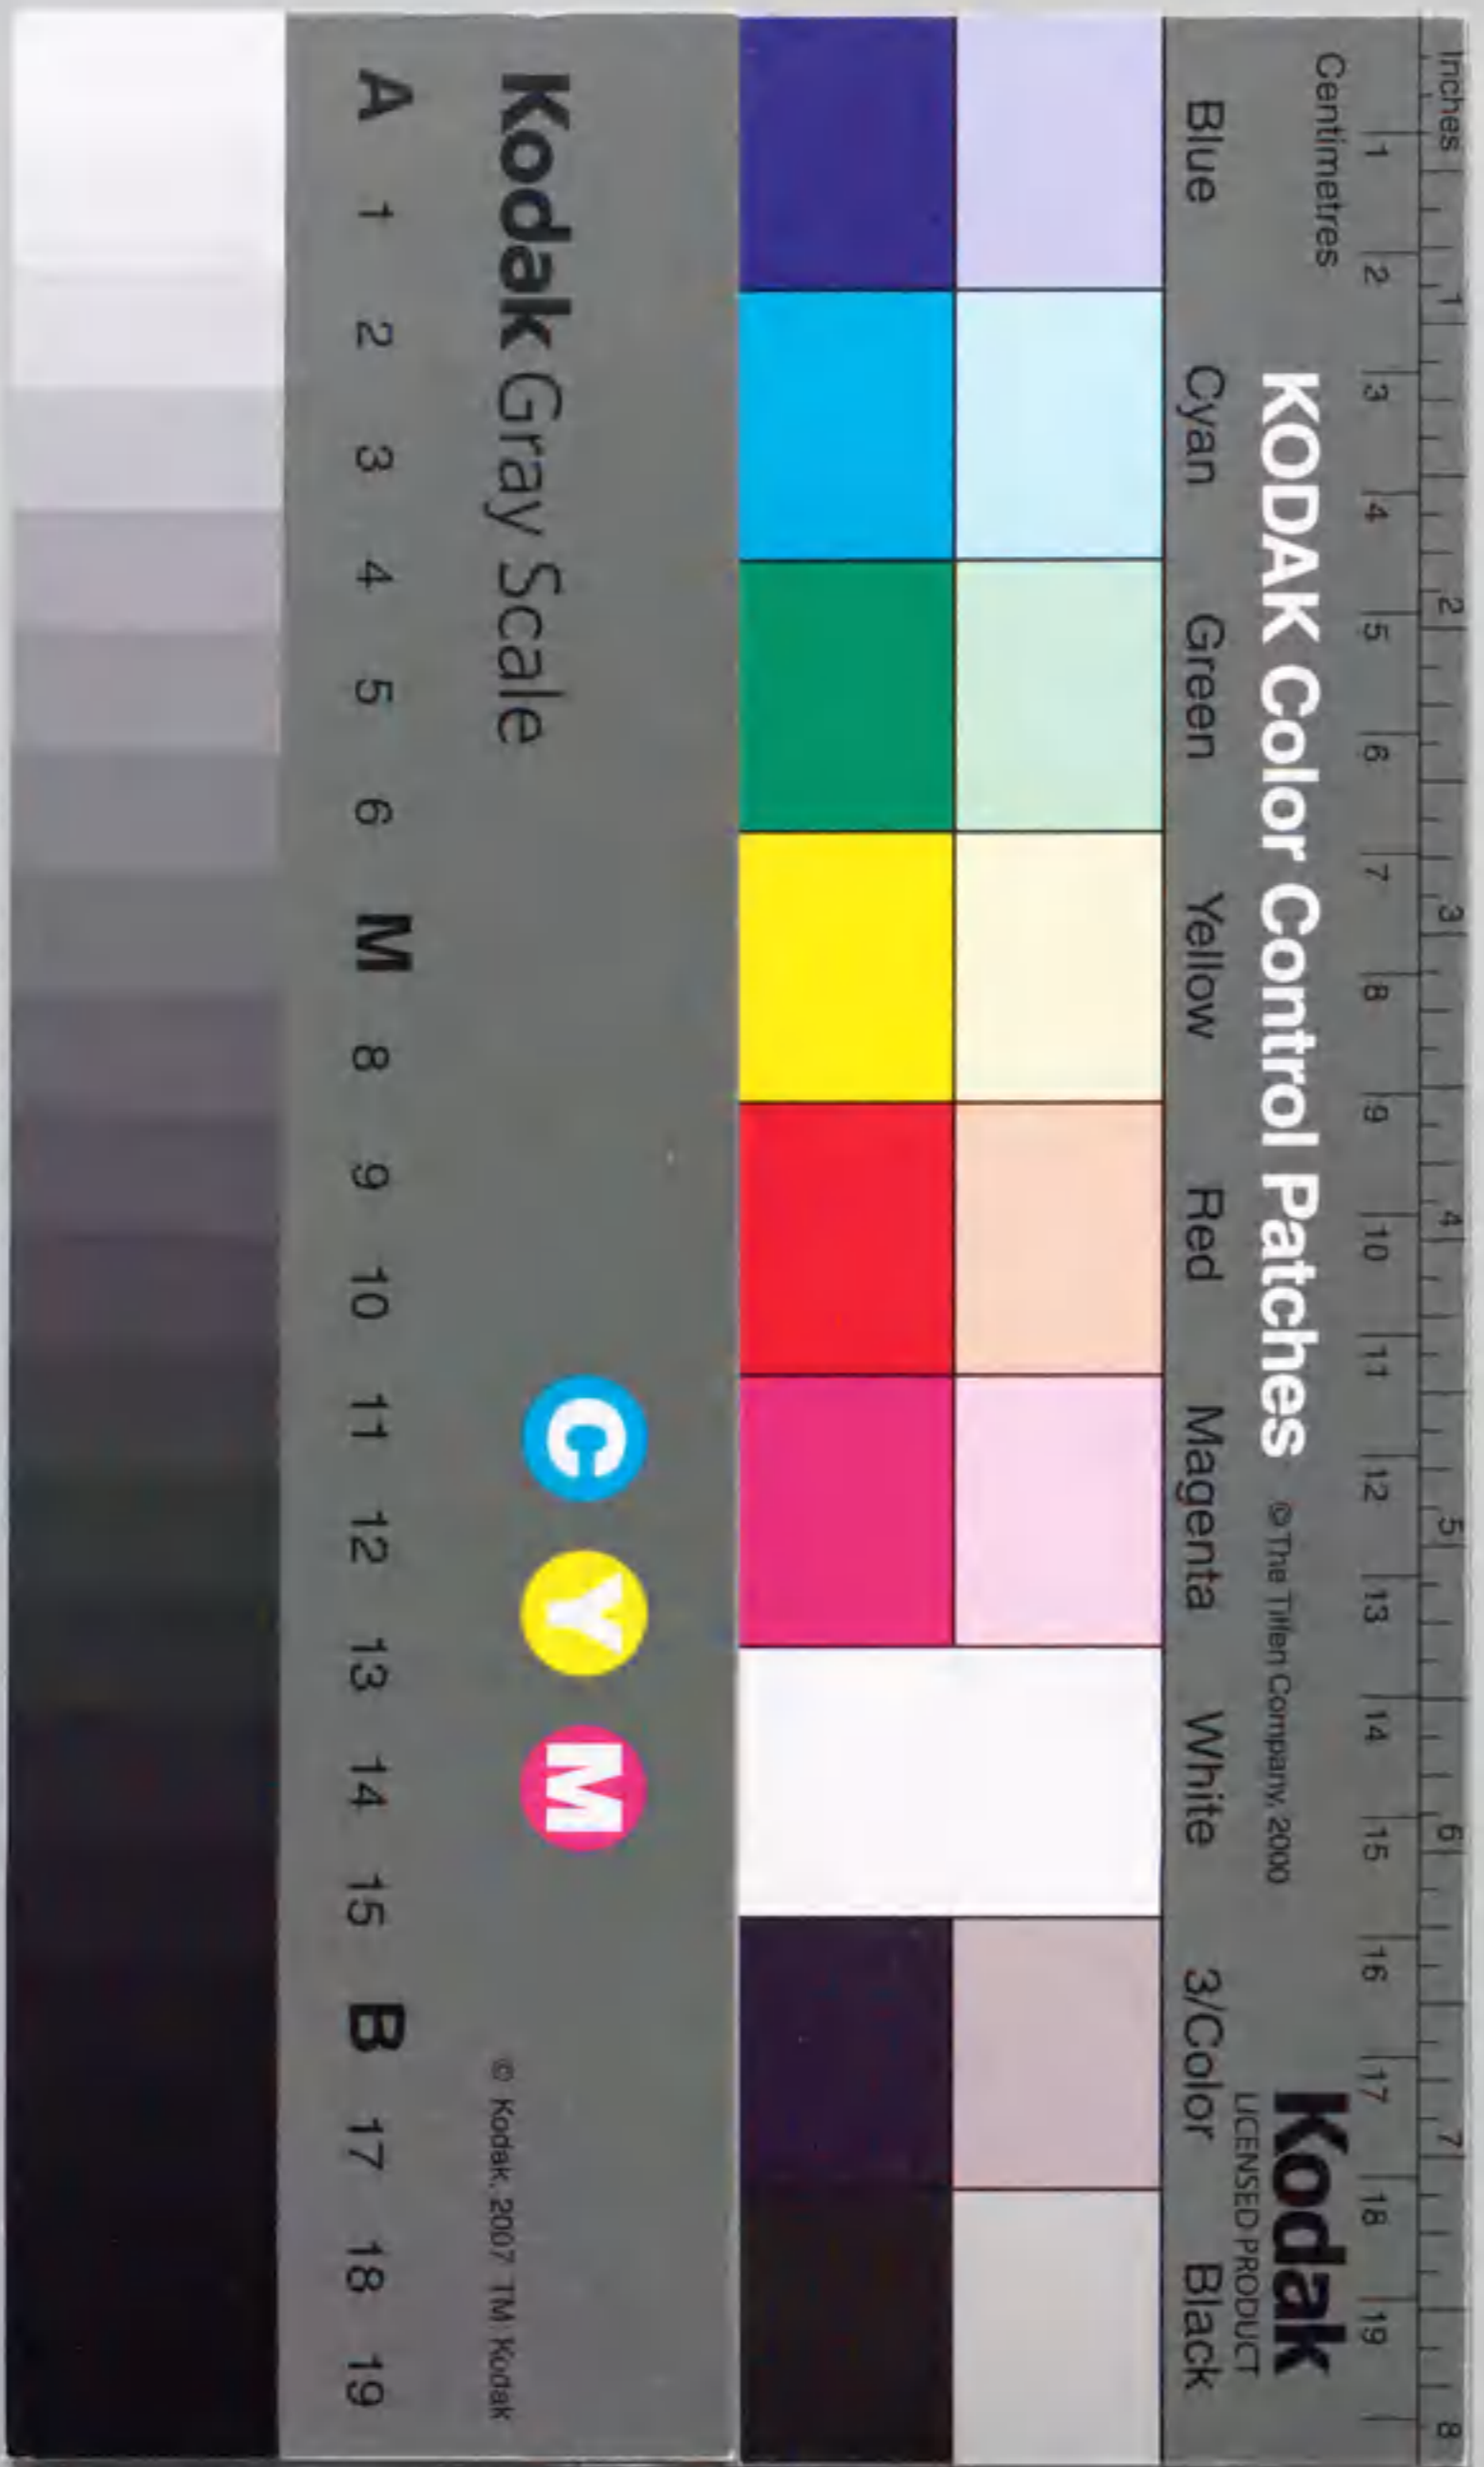 Inches 1 2 3 4 5 6 7 8
Centimetres 1 2 3 4 5 6 7 8 9 10 11 12 13 14 15 16 17 18 19
KODAK Color Control Patches © The Tiffen Company, 2000
Kodak
LICENSED PRODUCT
Blue Cyan Green Yellow Red Magenta White 3/Color Black
Kodak Gray Scale
C Y M
© Kodak, 2007 TM: Kodak
A 1 2 3 4 5 6 M 8 9 10 11 12 13 14 15 B 17 18 19